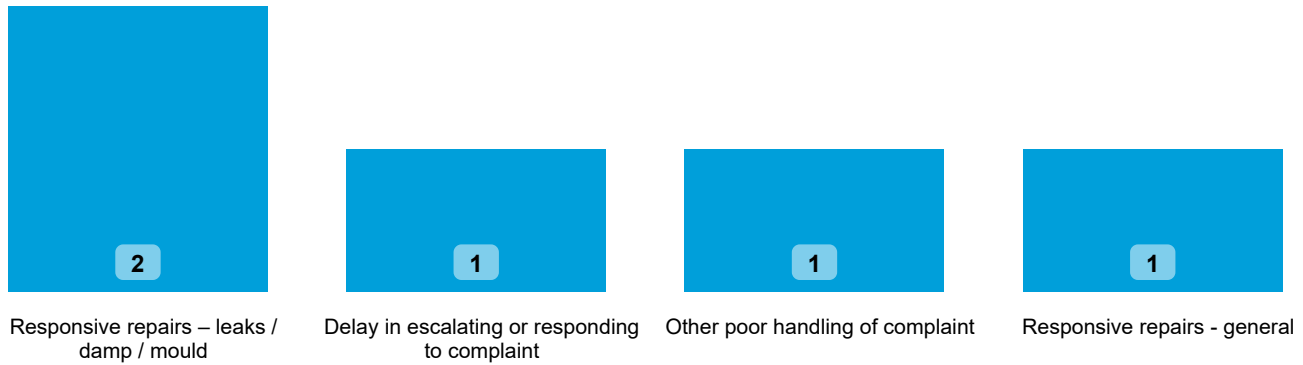 2
1
1
1
Responsive repairs – leaks /
damp / mould
Delay in escalating or responding
to complaint
Other poor handling of complaint
Responsive repairs - general